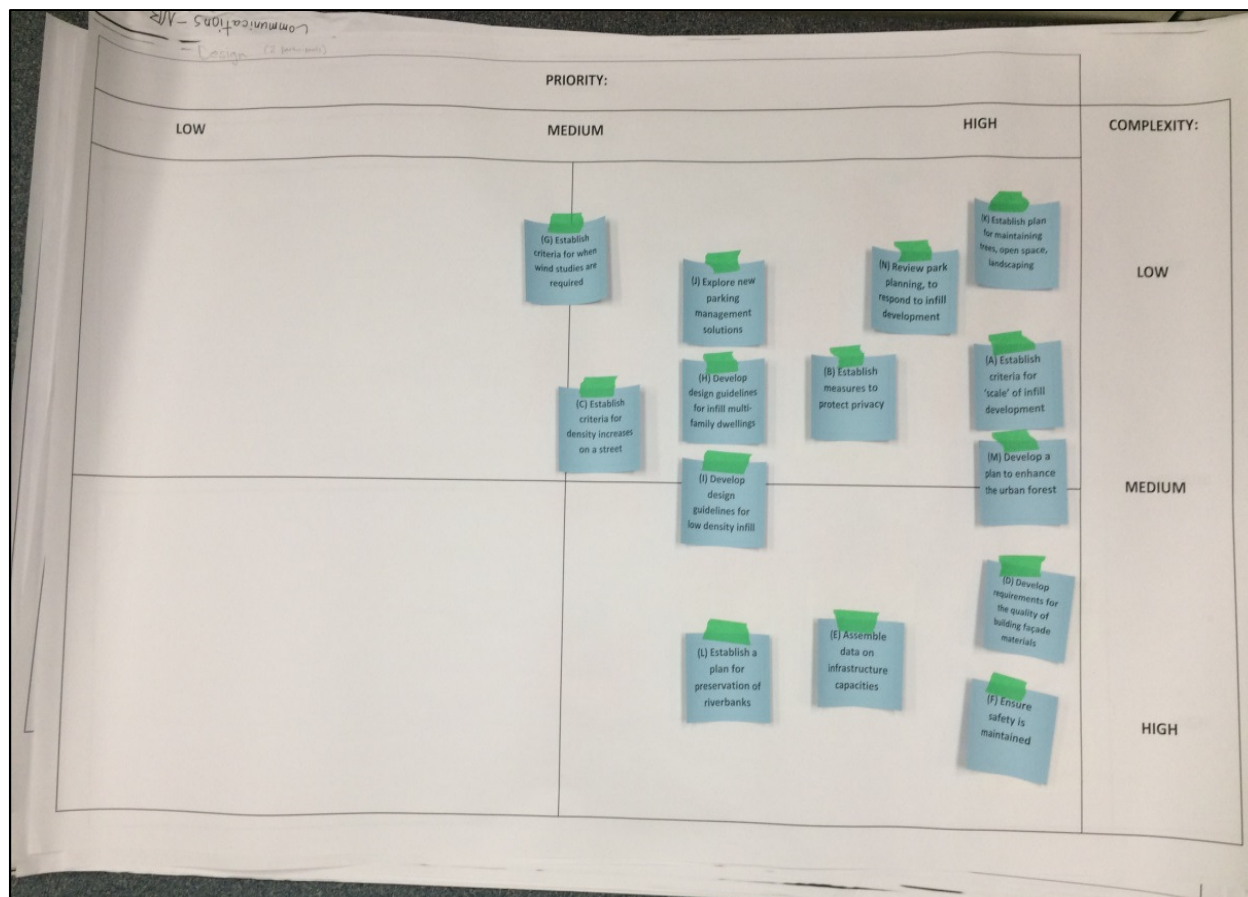 Communications - NR
- Design
PRIORITY:
LOW
MEDIUM
HIGH
COMPLEXITY:
(K) Establish plan
for maintaining
trees, open space,
landscaping
(G) Establish
criteria for when
wind studies are
required
(J) Explore new
parking
management
solutions
(N) Review park
planning, to
respond to infill
development
LOW
(H) Develop
design guidelines
for infill multi-
family dwellings
(B) Establish
measures to
protect privacy
(A) Establish
criteria for
'scale' of infill
development
(C) Establish
criteria for
density increases
on a street
(M) Develop a
plan to enhance
the urban forest
MEDIUM
(I) Develop
design
guidelines for
low density infill
(D) Develop
requirements for
the quality of
building façade
materials
(L) Establish a
plan for
preservation of
riverbanks
(E) Assemble
data on
infrastructure
capacities
(F) Ensure
safety is
maintained
HIGH